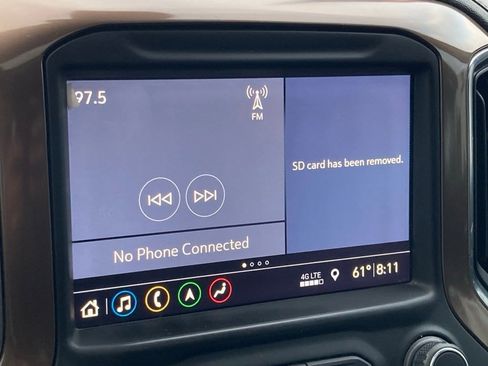 97.5
FM
SD card has been removed.
No Phone Connected
4G LTE
61° 8:11